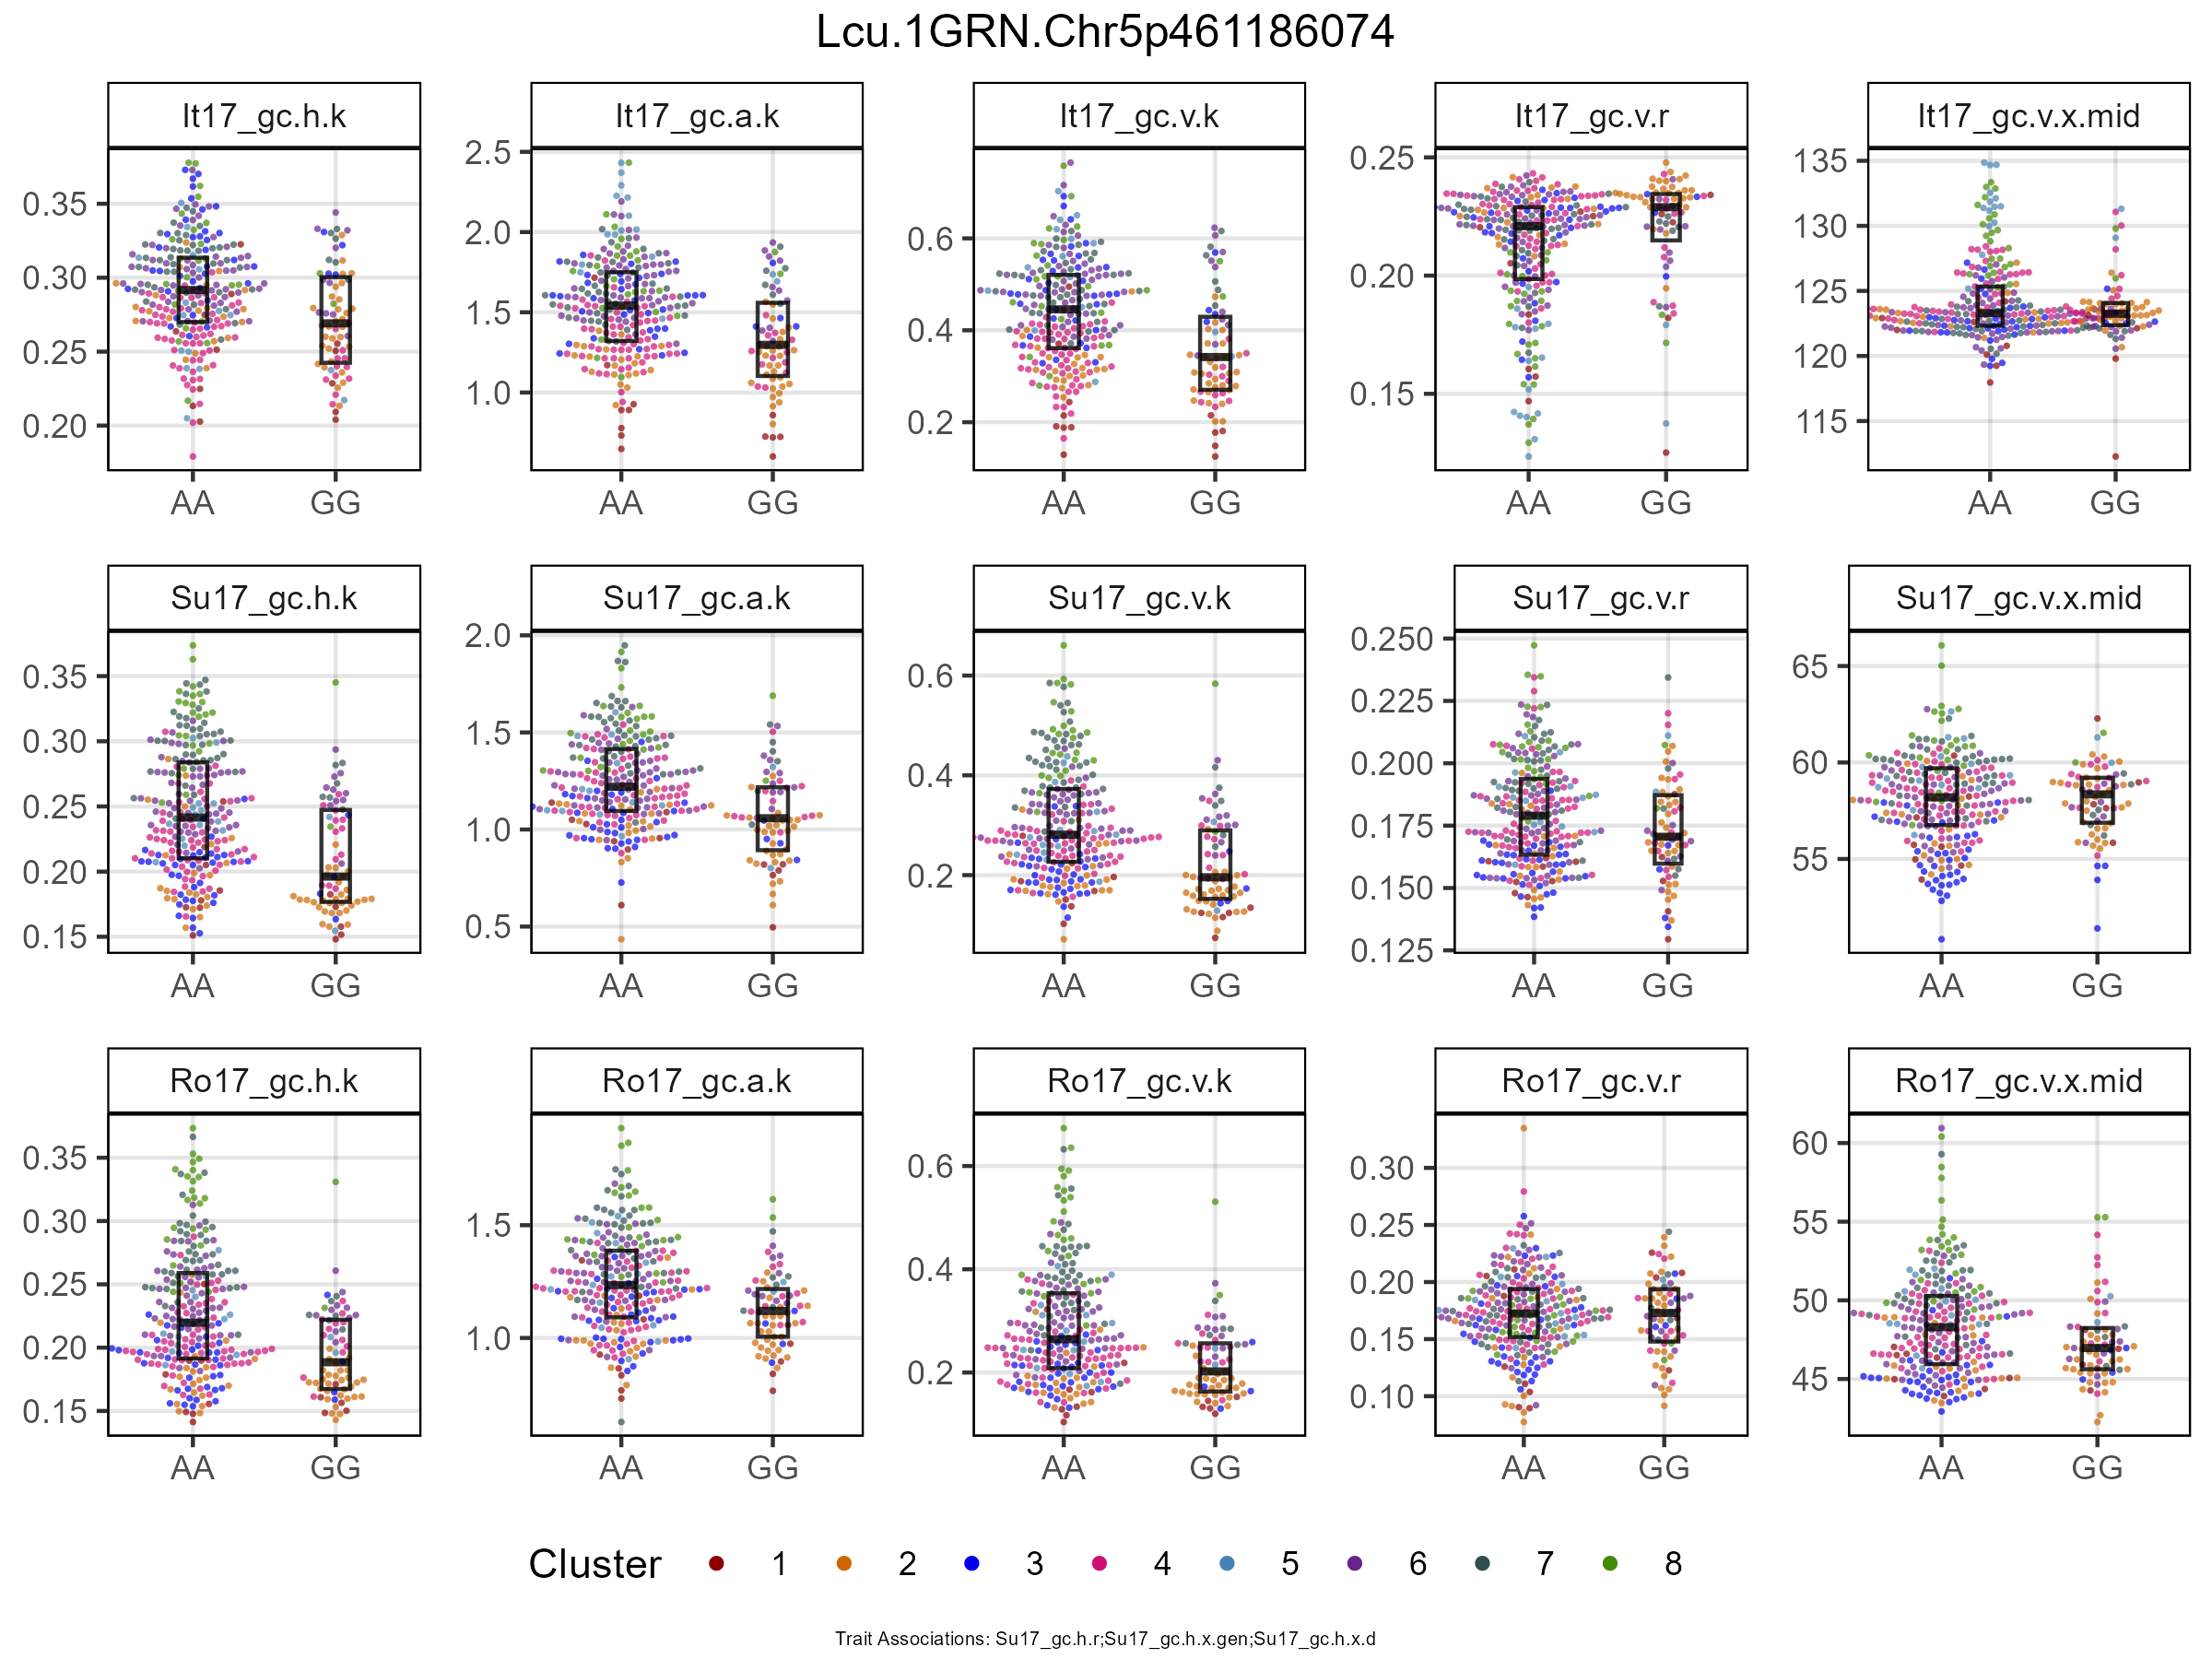 Lcu.1GRN.Chr5p461186074
It17_gc.h.k It17_gc.a.k It17_gc.v.k It17_gc.v.r It17_gc.v.x.mid
0.35 0.30 0.25 0.20
2.5 2.0 1.5 1.0
0.6 0.4 0.2
0.25 0.20 0.15
135 130 125 120 115
AA GG AA GG AA GG AA GG AA GG
Su17_gc.h.k Su17_gc.a.k Su17_gc.v.k Su17_gc.v.r Su17_gc.v.x.mid
0.35 0.30 0.25 0.20 0.15
2.0 1.5 1.0 0.5
0.6 0.4 0.2
0.250 0.225 0.200 0.175 0.150 0.125
65 60 55
AA GG AA GG AA GG AA GG AA GG
Ro17_gc.h.k Ro17_gc.a.k Ro17_gc.v.k Ro17_gc.v.r Ro17_gc.v.x.mid
0.35 0.30 0.25 0.20 0.15
1.5 1.0
0.6 0.4 0.2
0.30 0.25 0.20 0.15 0.10
60 55 50 45
AA GG AA GG AA GG AA GG AA GG
Cluster 1 2 3 4 5 6 7 8
Trait Associations: Su17_gc.h.r;Su17_gc.h.x.gen;Su17_gc.h.x.d